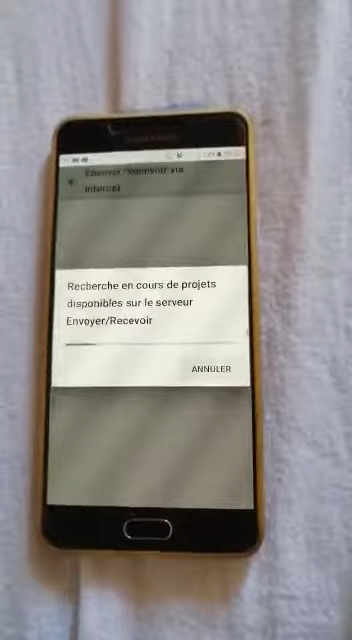 Envoyer/Recevoir via
Internet
Recherche en cours de projets
disponibles sur le serveur
Envoyer/Recevoir
ANNULER